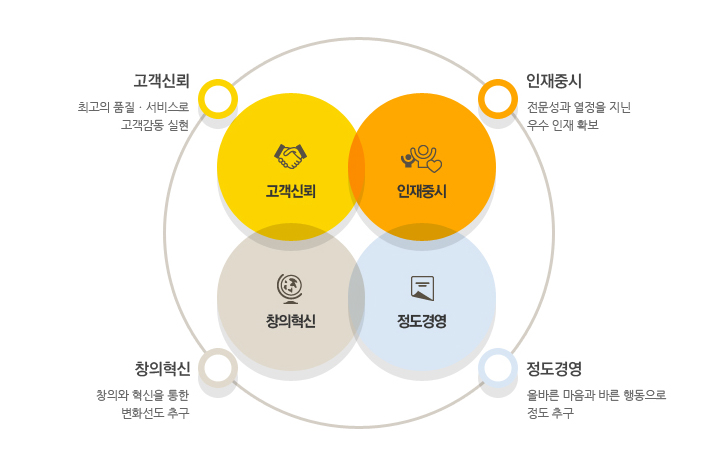 고객신뢰
최고의 품질 · 서비스로
고객감동 실현
인재중시
전문성과 열정을 지닌
우수 인재 확보
고객신뢰
인재중시
창의혁신
정도경영
창의혁신
창의와 혁신을 통한
변화선도 추구
정도경영
올바른 마음과 바른 행동으로
정도 추구